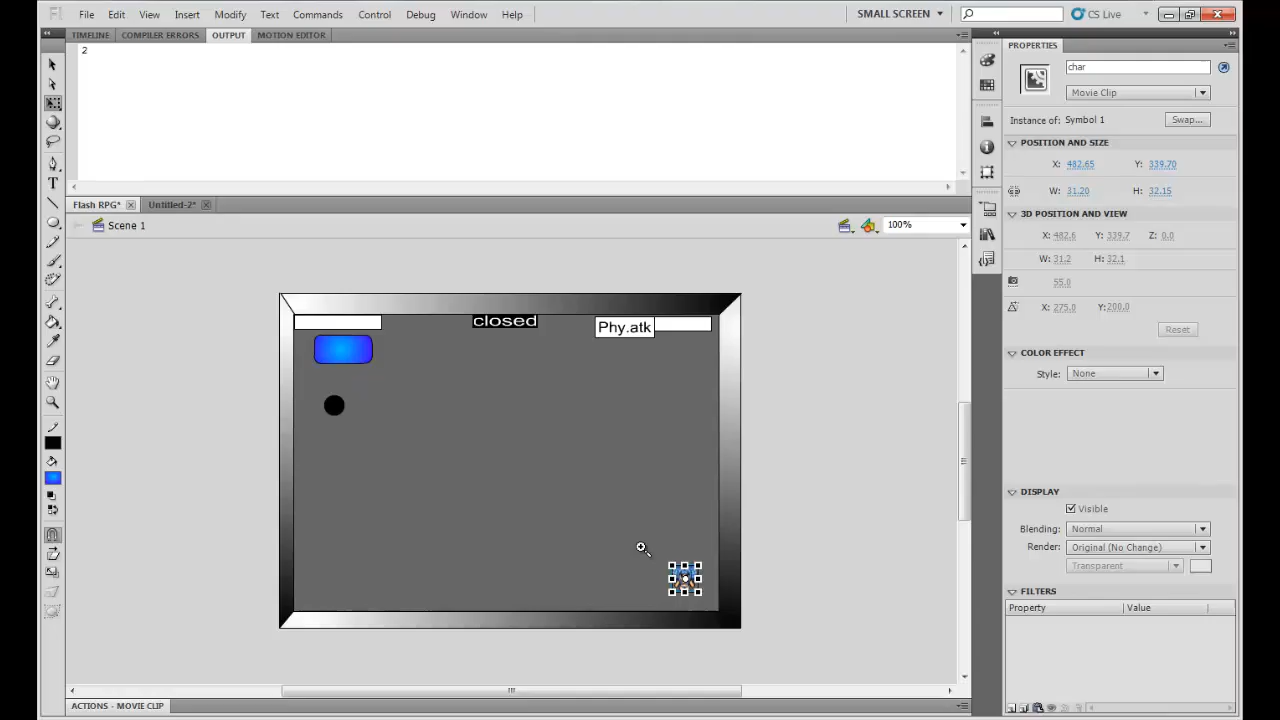 Fl File Edit View Insert Modify Text Commands Control Debug Window Help SMALL SCREEN CS Live
TIMELINE COMPILER ERRORS OUTPUT MOTION EDITOR
2
PROPERTIES
char
Movie Clip
Instance of: Symbol 1 Swap...
POSITION AND SIZE
X: 482.65 Y: 339.70
W: 31.20 H: 32.15
Flash RPG* Untitled-2*
3D POSITION AND VIEW
Scene 1 100%
X: 482.6 Y: 339.7 Z: 0.0
W: 31.2 H: 32.1
55.0
X: 275.0 Y: 200.0
Reset
closed
Phy.atk
COLOR EFFECT
Style: None
DISPLAY
Visible
Blending: Normal
Render: Original (No Change)
Transparent
FILTERS
Property Value
ACTIONS - MOVIE CLIP